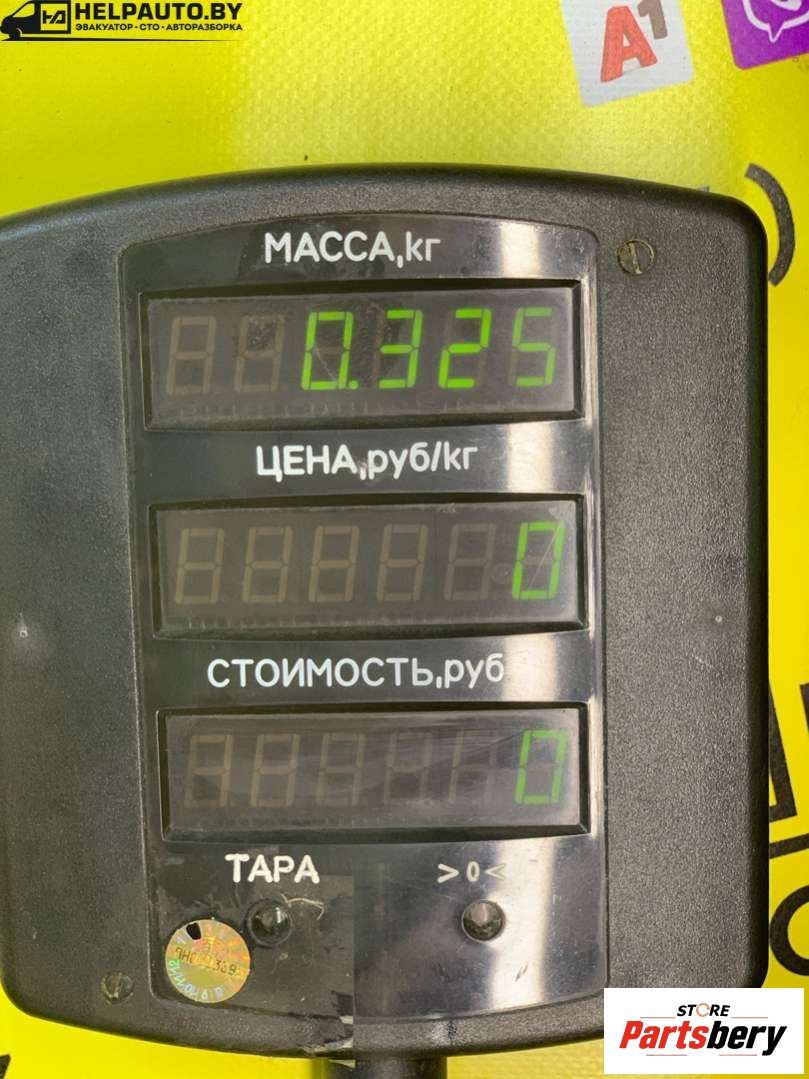 HELPAUTO.BY
ЭВАКУАТОР•СТО•АВТОРАЗБОРКА
A1
МАССА,кг
0.325
ЦЕНА,руб/кг
0
СТОИМОСТЬ,руб
0
ТАРА
>0<
STORE
Partsbery